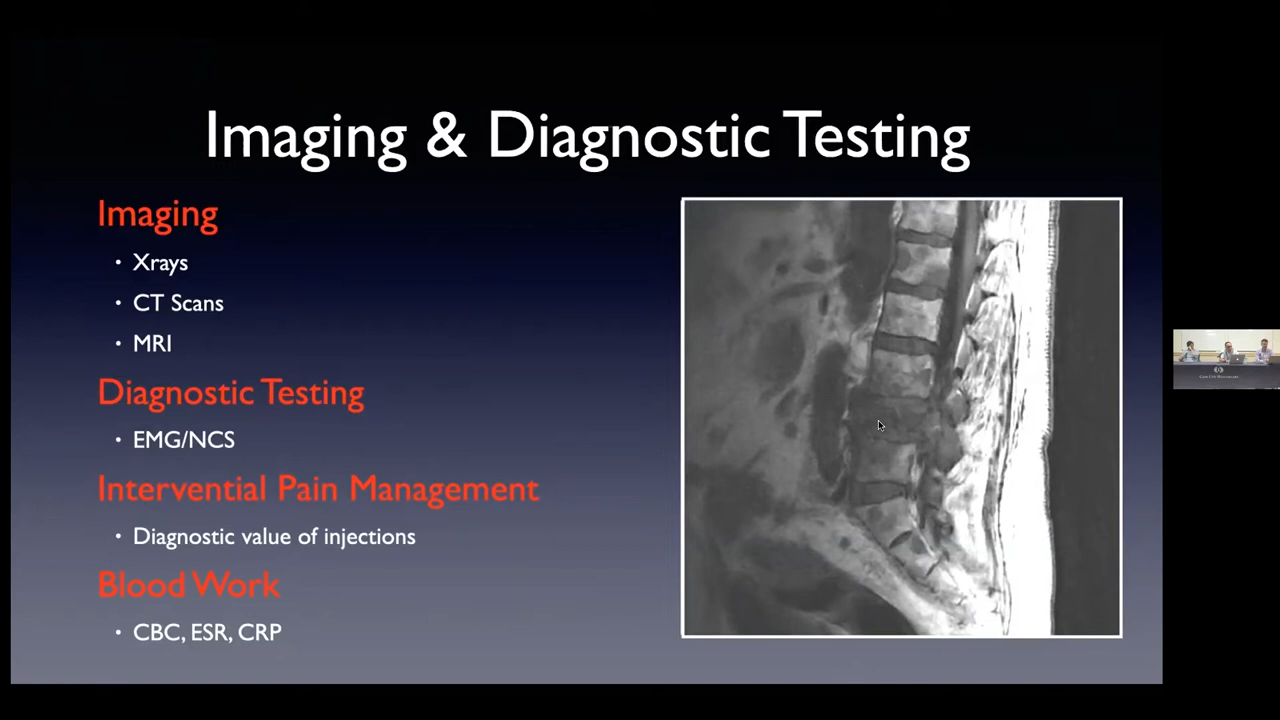 Imaging & Diagnostic Testing
Imaging
• Xrays
• CT Scans
• MRI
Diagnostic Testing
• EMG/NCS
Intervential Pain Management
• Diagnostic value of injections
Blood Work
• CBC, ESR, CRP